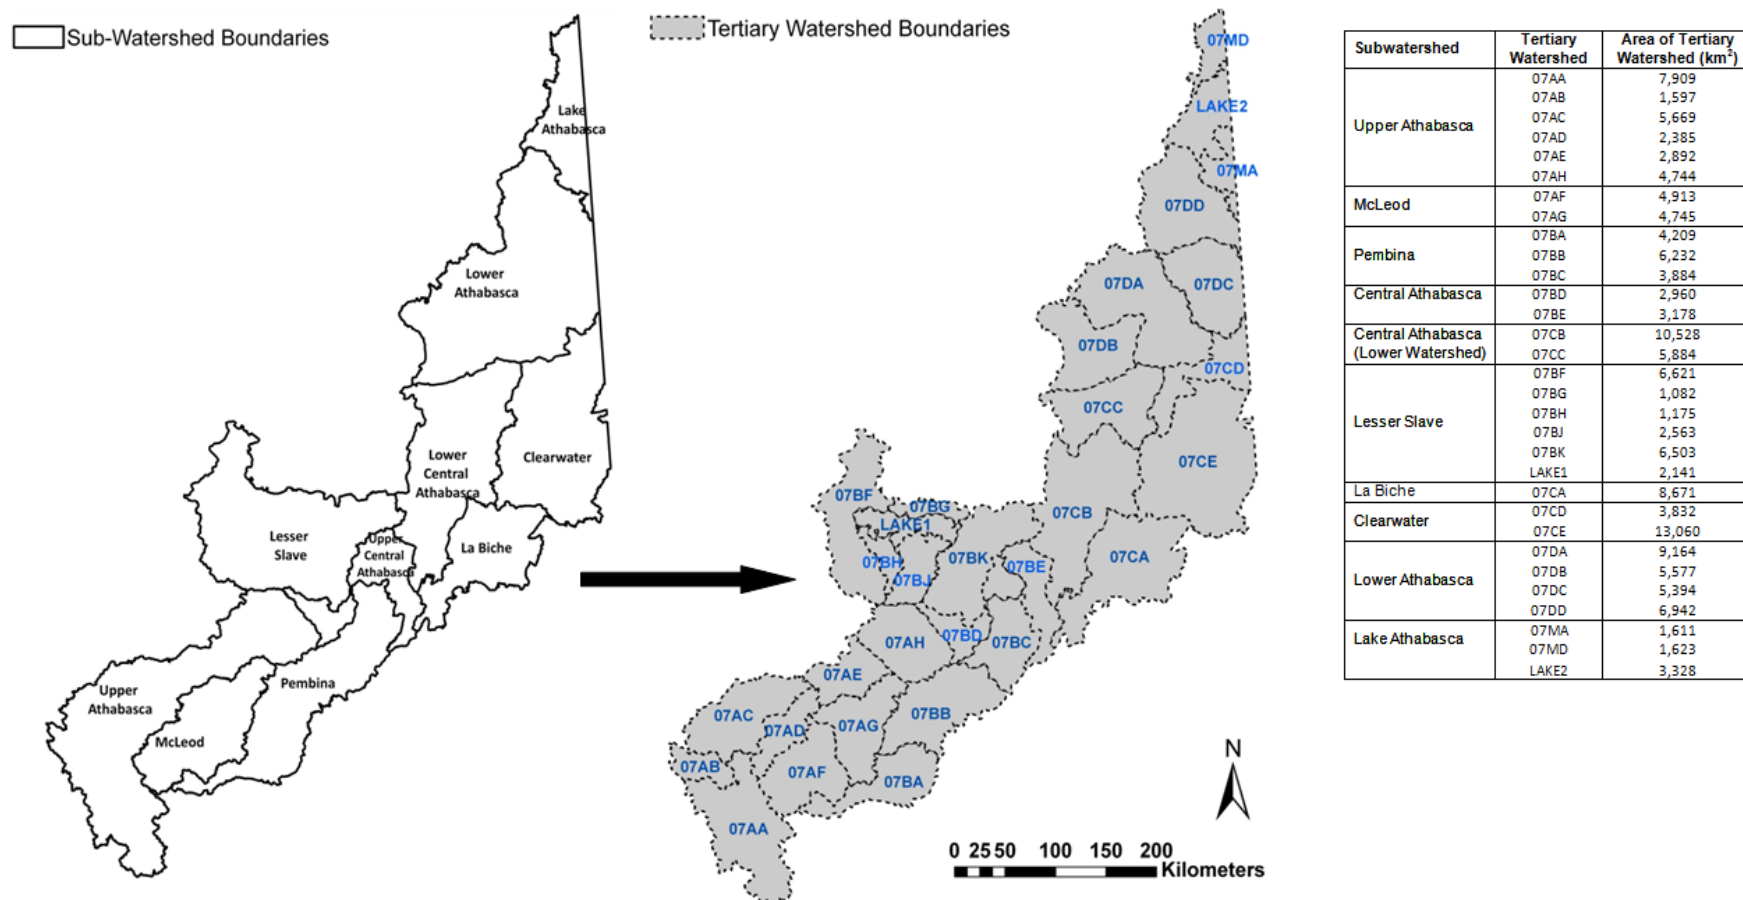 Sub-Watershed Boundaries
Lake
Athabasca
Lower
Athabasca
Lower
Central
Athabasca
Clearwater
Lesser
Slave
Upper
Central
Athabasca
La Biche
Upper
Athabasca
Pembina
McLeod
Tertiary Watershed Boundaries
07MD
LAKE2
07MA
07DD
07DA
07DC
07DB
07CD
07CC
07CE
07BF
07BG
LAKE1
07CB
07BH
07BJ
07BK
07BE
07CA
07AH
07BD
07BC
07AE
07AC
07AD
07AG
07BB
07AB
07AF
07BA
07AA
N
0 25 50 100 150 200
Kilometers
Subwatershed Tertiary Watershed Area of Tertiary Watershed (km²)
Upper Athabasca 07AA 7,909
07AB 1,597
07AC 5,669
07AD 2,385
07AE 2,892
07AH 4,744
McLeod 07AF 4,913
07AG 4,745
Pembina 07BA 4,209
07BB 6,232
07BC 3,884
Central Athabasca 07BD 2,960
07BE 3,178
Central Athabasca 07CB 10,528
(Lower Watershed) 07CC 5,884
Lesser Slave 07BF 6,621
07BG 1,082
07BH 1,175
07BJ 2,563
07BK 6,503
LAKE1 2,141
La Biche 07CA 8,671
Clearwater 07CD 3,832
07CE 13,060
Lower Athabasca 07DA 9,164
07DB 5,577
07DC 5,394
07DD 6,942
Lake Athabasca 07MA 1,611
07MD 1,623
LAKE2 3,328